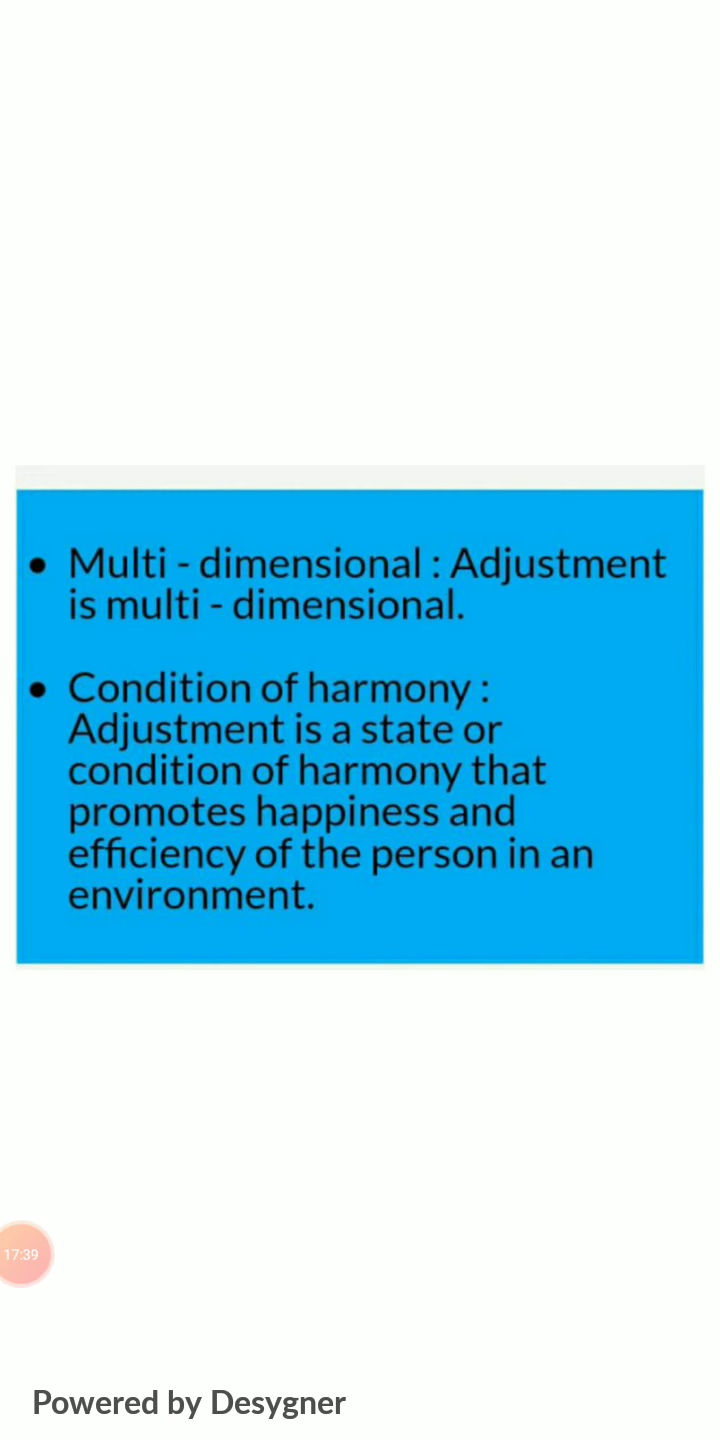 • Multi - dimensional : Adjustment
is multi - dimensional.
• Condition of harmony :
Adjustment is a state or
condition of harmony that
promotes happiness and
efficiency of the person in an
environment.
17:39
Powered by Desygner